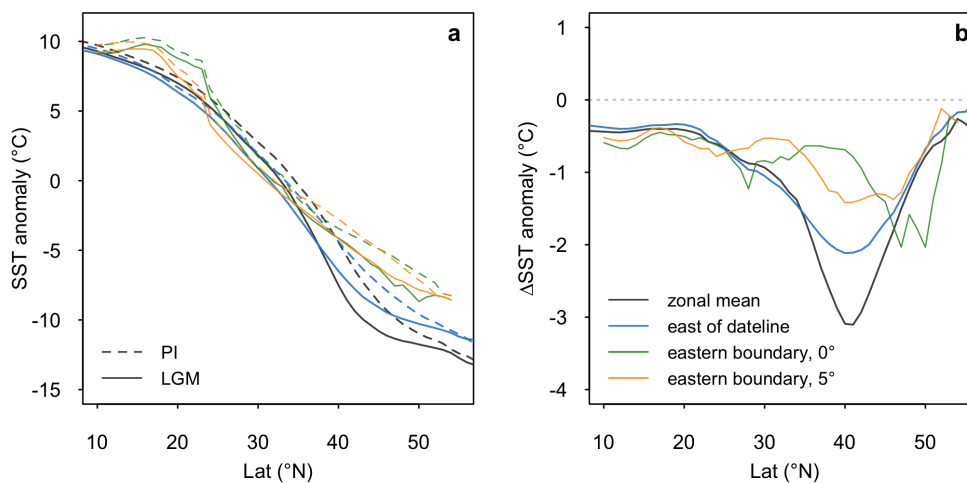 a
SST anomaly (°C)
10
5
0
-5
-10
-15
PI
LGM
10
20
30
40
50
Lat (°N)
b
ΔSST anomaly (°C)
1
0
-1
-2
-3
-4
zonal mean
east of dateline
eastern boundary, 0°
eastern boundary, 5°
10
20
30
40
50
Lat (°N)